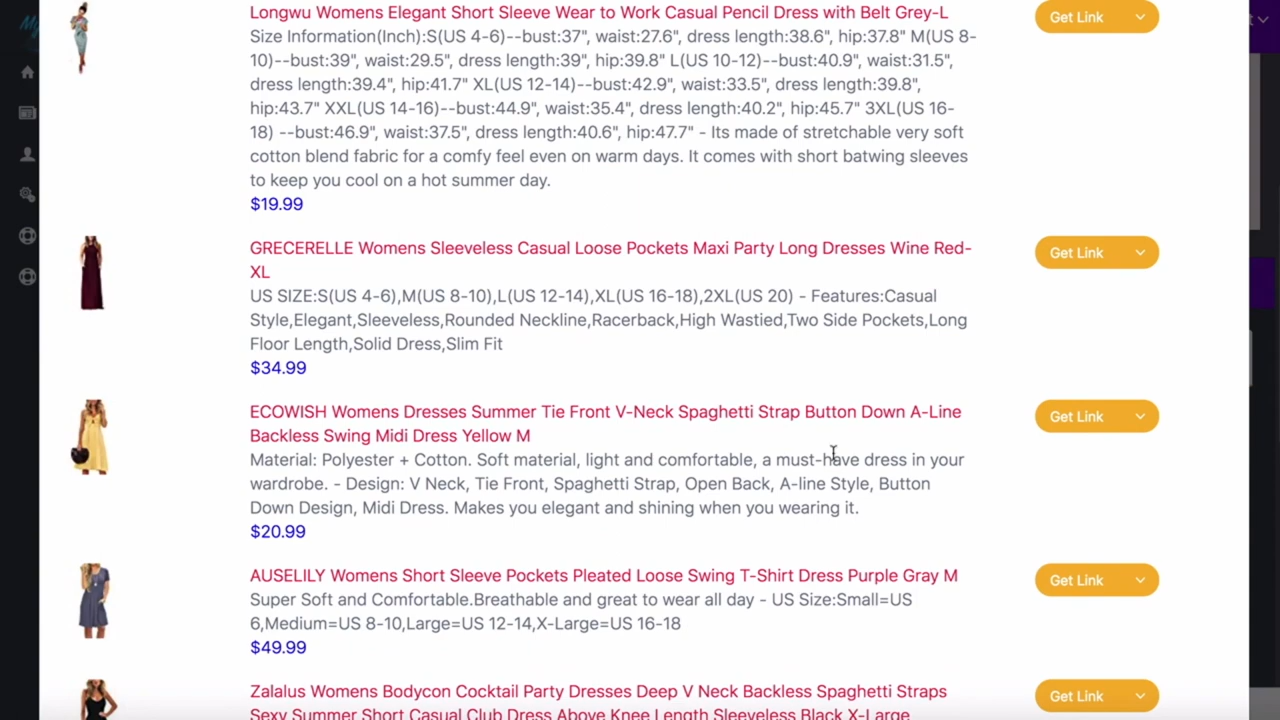 Longwu Womens Elegant Short Sleeve Wear to Work Casual Pencil Dress with Belt Grey-L
Get Link
Size Information(Inch):S(US 4-6)--bust:37", waist:27.6", dress length:38.6", hip:37.8" M(US 8-
10)--bust:39", waist:29.5", dress length:39", hip:39.8" L(US 10-12)--bust:40.9", waist:31.5",
dress length:39.4", hip:41.7" XL(US 12-14)--bust:42.9", waist:33.5", dress length:39.8",
hip:43.7" XXL(US 14-16)--bust:44.9", waist:35.4", dress length:40.2", hip:45.7" 3XL(US 16-
18) --bust:46.9", waist:37.5", dress length:40.6", hip:47.7" - Its made of stretchable very soft
cotton blend fabric for a comfy feel even on warm days. It comes with short batwing sleeves
to keep you cool on a hot summer day.
$19.99
GRECERELLE Womens Sleeveless Casual Loose Pockets Maxi Party Long Dresses Wine Red-
XL
Get Link
US SIZE:S(US 4-6),M(US 8-10),L(US 12-14),XL(US 16-18),2XL(US 20) - Features:Casual
Style,Elegant,Sleeveless,Rounded Neckline,Racerback,High Wastied,Two Side Pockets,Long
Floor Length,Solid Dress,Slim Fit
$34.99
ECOWISH Womens Dresses Summer Tie Front V-Neck Spaghetti Strap Button Down A-Line
Backless Swing Midi Dress Yellow M
Get Link
Material: Polyester + Cotton. Soft material, light and comfortable, a must-have dress in your
wardrobe. - Design: V Neck, Tie Front, Spaghetti Strap, Open Back, A-line Style, Button
Down Design, Midi Dress. Makes you elegant and shining when you wearing it.
$20.99
AUSELILY Womens Short Sleeve Pockets Pleated Loose Swing T-Shirt Dress Purple Gray M
Get Link
Super Soft and Comfortable.Breathable and great to wear all day - US Size:Small=US
6,Medium=US 8-10,Large=US 12-14,X-Large=US 16-18
$49.99
Zalalus Womens Bodycon Cocktail Party Dresses Deep V Neck Backless Spaghetti Straps
Sexy Summer Short Casual Club Dress Above Knee Length Sleeveless Black X-Large
Get Link